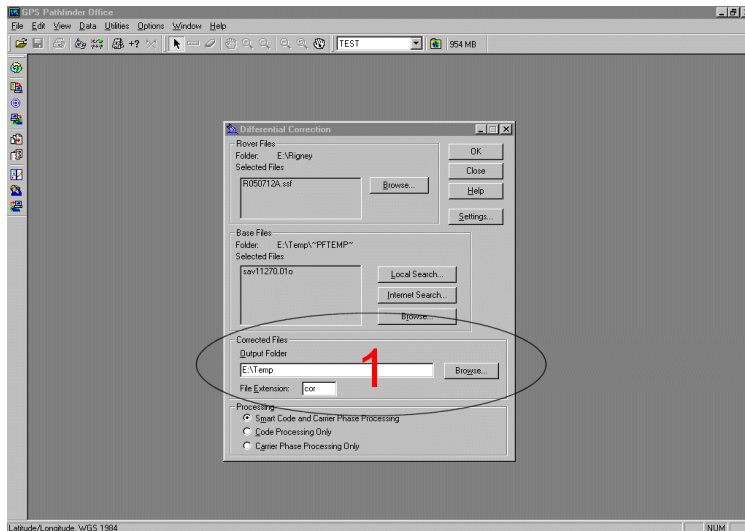 GPS Pathfinder Office
File Edit View Data Utilities Options Window Help
TEST 954 MB
Differential Correction
Rover Files
Folder: E:\Rigney
Selected Files
R050712A.ssf
Browse...
OK
Close
Help
Settings...
Base Files
Folder: E:\Temp\~PFTEMP~
Selected Files
sav11270.01o
Local Search...
Internet Search...
Browse...
Corrected Files
Output Folder
E:\Temp
Browse...
File Extension: cor
1
Processing
Smart Code and Carrier Phase Processing
Code Processing Only
Carrier Phase Processing Only
Latitude/Longitude, WGS 1984
NUM